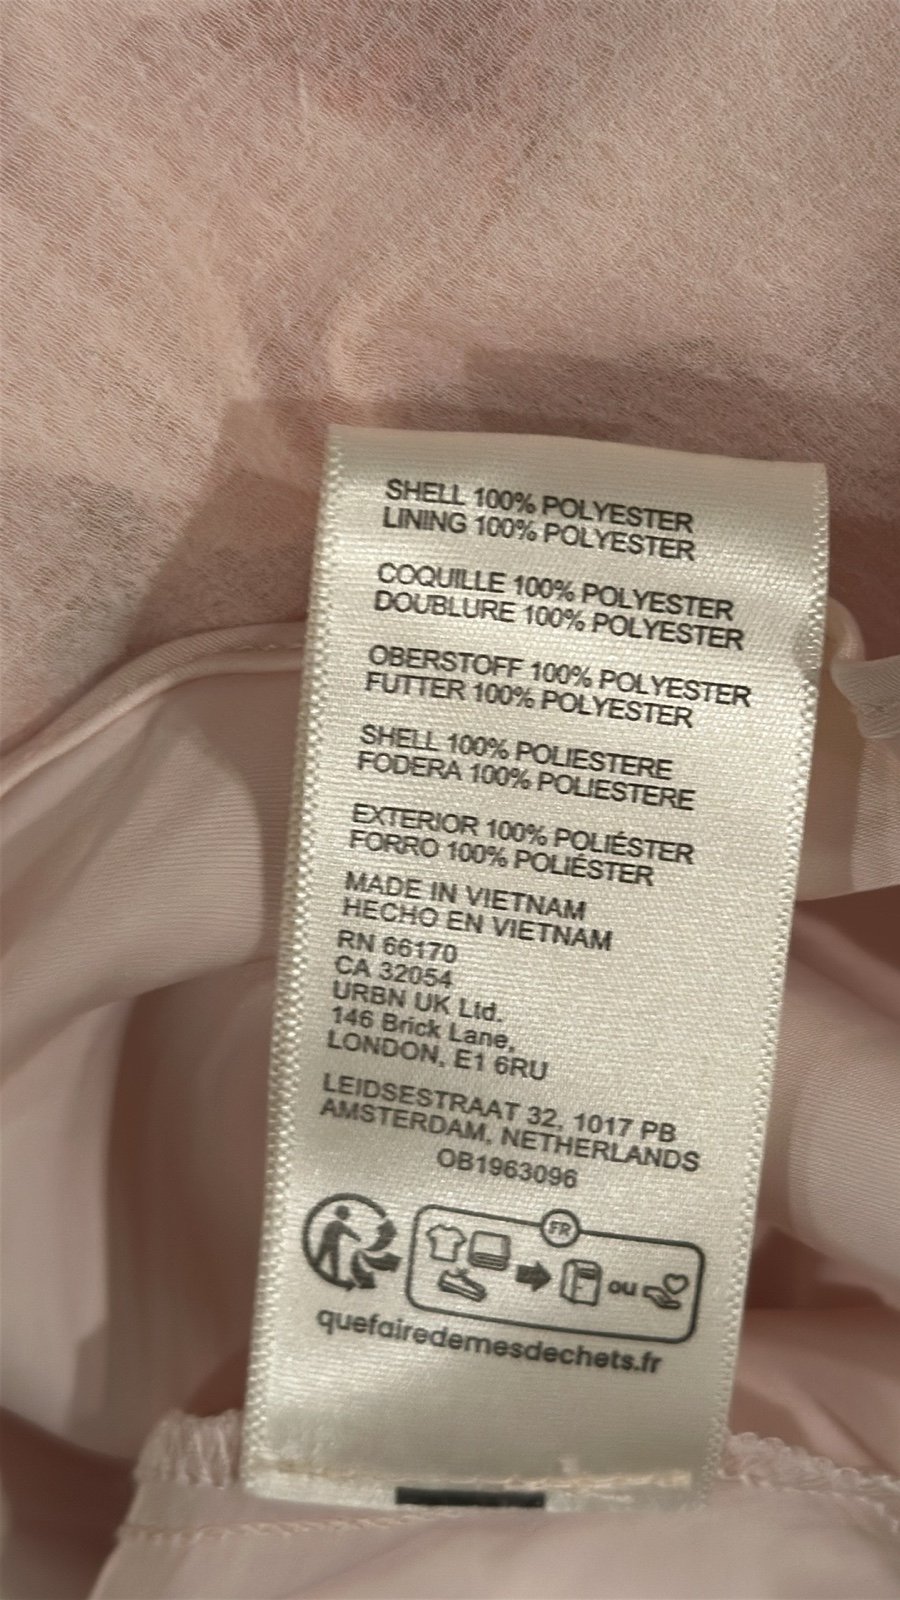 SHELL 100% POLYESTER
LINING 100% POLYESTER
COQUILLE 100% POLYESTER
DOUBLURE 100% POLYESTER
OBERSTOFF 100% POLYESTER
FUTTER 100% POLYESTER
SHELL 100% POLIESTERE
FODERA 100% POLIESTERE
EXTERIOR 100% POLIÉSTER
FORRO 100% POLIÉSTER
MADE IN VIETNAM
HECHO EN VIETNAM
RN 66170
CA 32054
URBN UK Ltd.
146 Brick Lane,
LONDON, E1 6RU
LEIDSESTRAAT 32, 1017 PB
AMSTERDAM, NETHERLANDS
OB1963096
FR
ou
quefairedemesdechets.fr